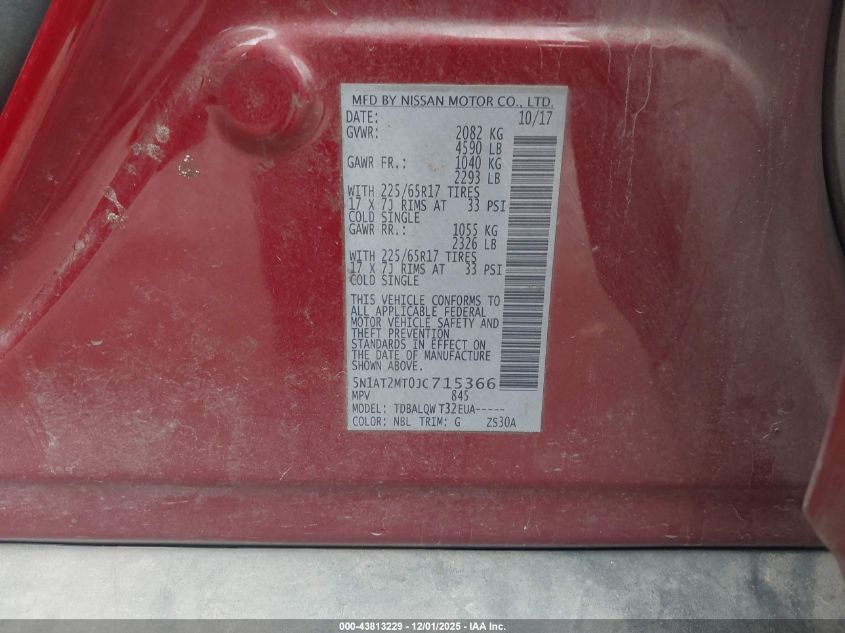 MFD BY NISSAN MOTOR CO., LTD.
DATE: 10/17
GVWR: 2082 KG
4590 LB
GAWR FR.: 1040 KG
2293 LB
WITH 225/65R17 TIRES
17 X 7J RIMS AT 33 PSI
COLD SINGLE
GAWR RR.: 1055 KG
2326 LB
WITH 225/65R17 TIRES
17 X 7J RIMS AT 33 PSI
COLD SINGLE
THIS VEHICLE CONFORMS TO
ALL APPLICABLE FEDERAL
MOTOR VEHICLE SAFETY AND
THEFT PREVENTION
STANDARDS IN EFFECT ON
THE DATE OF MANUFACTURE
SHOWN ABOVE.
5N1AT2MT0JC715366
MPV 845
MODEL: TDBALQW T32EUA-----
COLOR: NBL TRIM: G ZS30A
000-43813229 - 12/01/2025 - IAA Inc.